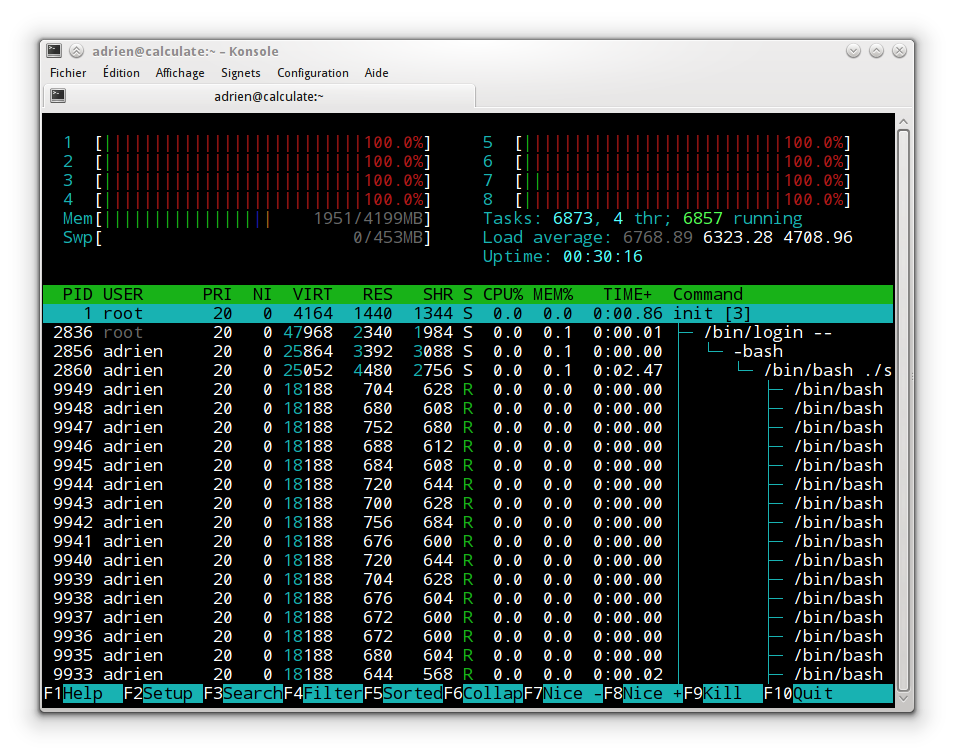 adrien@calculate:~ – Konsole
Fichier Édition Affichage Signets Configuration Aide
adrien@calculate:~
1 [||||||||||||||||||||||||||100.0%] 5 [||||||||||||||||||||||||||100.0%]
2 [||||||||||||||||||||||||||100.0%] 6 [||||||||||||||||||||||||||100.0%]
3 [||||||||||||||||||||||||||100.0%] 7 [||||||||||||||||||||||||||100.0%]
4 [||||||||||||||||||||||||||100.0%] 8 [||||||||||||||||||||||||||100.0%]
Mem[||||||||||||||||| 1951/4199MB] Tasks: 6873, 4 thr; 6857 running
Swp[ 0/453MB] Load average: 6768.89 6323.28 4708.96
Uptime: 00:30:16
PID USER PRI NI VIRT RES SHR S CPU% MEM% TIME+ Command
1 root 20 0 4164 1440 1344 S 0.0 0.0 0:00.86 init [3]
2836 root 20 0 47968 2340 1984 S 0.0 0.1 0:00.01 ├─ /bin/login --
2856 adrien 20 0 25864 3392 3088 S 0.0 0.1 0:00.00 │ └─ -bash
2860 adrien 20 0 25052 4480 2756 S 0.0 0.1 0:02.47 │ └─ /bin/bash ./s
9949 adrien 20 0 18188 704 628 R 0.0 0.0 0:00.00 │ ├─ /bin/bash
9948 adrien 20 0 18188 680 608 R 0.0 0.0 0:00.00 │ ├─ /bin/bash
9947 adrien 20 0 18188 752 680 R 0.0 0.0 0:00.00 │ ├─ /bin/bash
9946 adrien 20 0 18188 688 612 R 0.0 0.0 0:00.00 │ ├─ /bin/bash
9945 adrien 20 0 18188 684 608 R 0.0 0.0 0:00.00 │ ├─ /bin/bash
9944 adrien 20 0 18188 720 644 R 0.0 0.0 0:00.00 │ ├─ /bin/bash
9943 adrien 20 0 18188 700 628 R 0.0 0.0 0:00.00 │ ├─ /bin/bash
9942 adrien 20 0 18188 756 684 R 0.0 0.0 0:00.00 │ ├─ /bin/bash
9941 adrien 20 0 18188 676 600 R 0.0 0.0 0:00.00 │ ├─ /bin/bash
9940 adrien 20 0 18188 720 644 R 0.0 0.0 0:00.00 │ ├─ /bin/bash
9939 adrien 20 0 18188 704 628 R 0.0 0.0 0:00.00 │ ├─ /bin/bash
9938 adrien 20 0 18188 676 604 R 0.0 0.0 0:00.00 │ ├─ /bin/bash
9937 adrien 20 0 18188 672 600 R 0.0 0.0 0:00.00 │ ├─ /bin/bash
9936 adrien 20 0 18188 672 600 R 0.0 0.0 0:00.00 │ ├─ /bin/bash
9935 adrien 20 0 18188 680 604 R 0.0 0.0 0:00.00 │ ├─ /bin/bash
9933 adrien 20 0 18188 644 568 R 0.0 0.0 0:00.02 │ ├─ /bin/bash
F1Help F2Setup F3SearchF4FilterF5SortedF6CollapF7Nice -F8Nice +F9Kill F10Quit